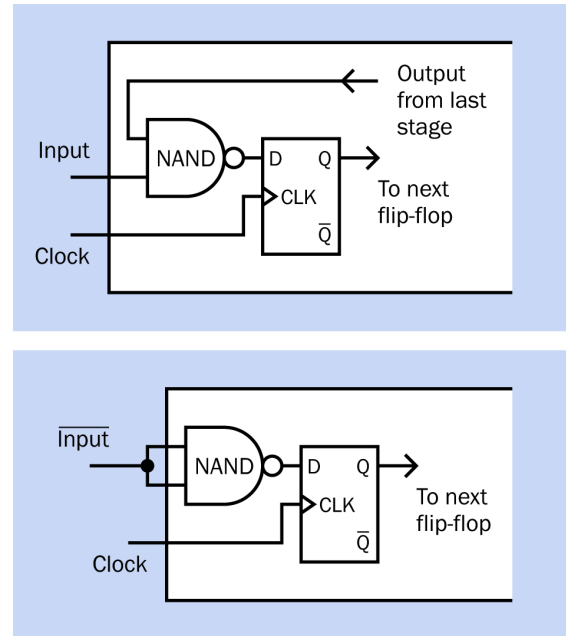 Output
from last
stage
Input
NAND
D
Q
CLK
To next
flip-flop
Q̅
Clock
I̅n̅p̅u̅t̅
NAND
D
Q
CLK
To next
flip-flop
Q̅
Clock